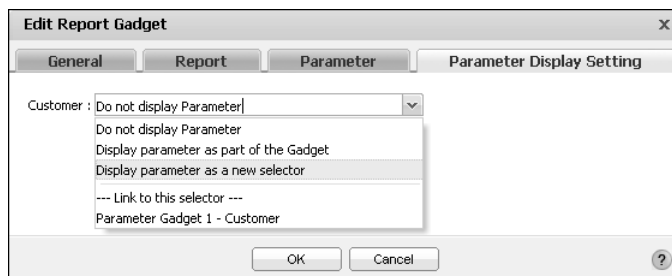 Edit Report Gadget x
General Report Parameter Parameter Display Setting
Customer : Do not display Parameter
Do not display Parameter
Display parameter as part of the Gadget
Display parameter as a new selector
--- Link to this selector ---
Parameter Gadget 1 - Customer
OK Cancel ?